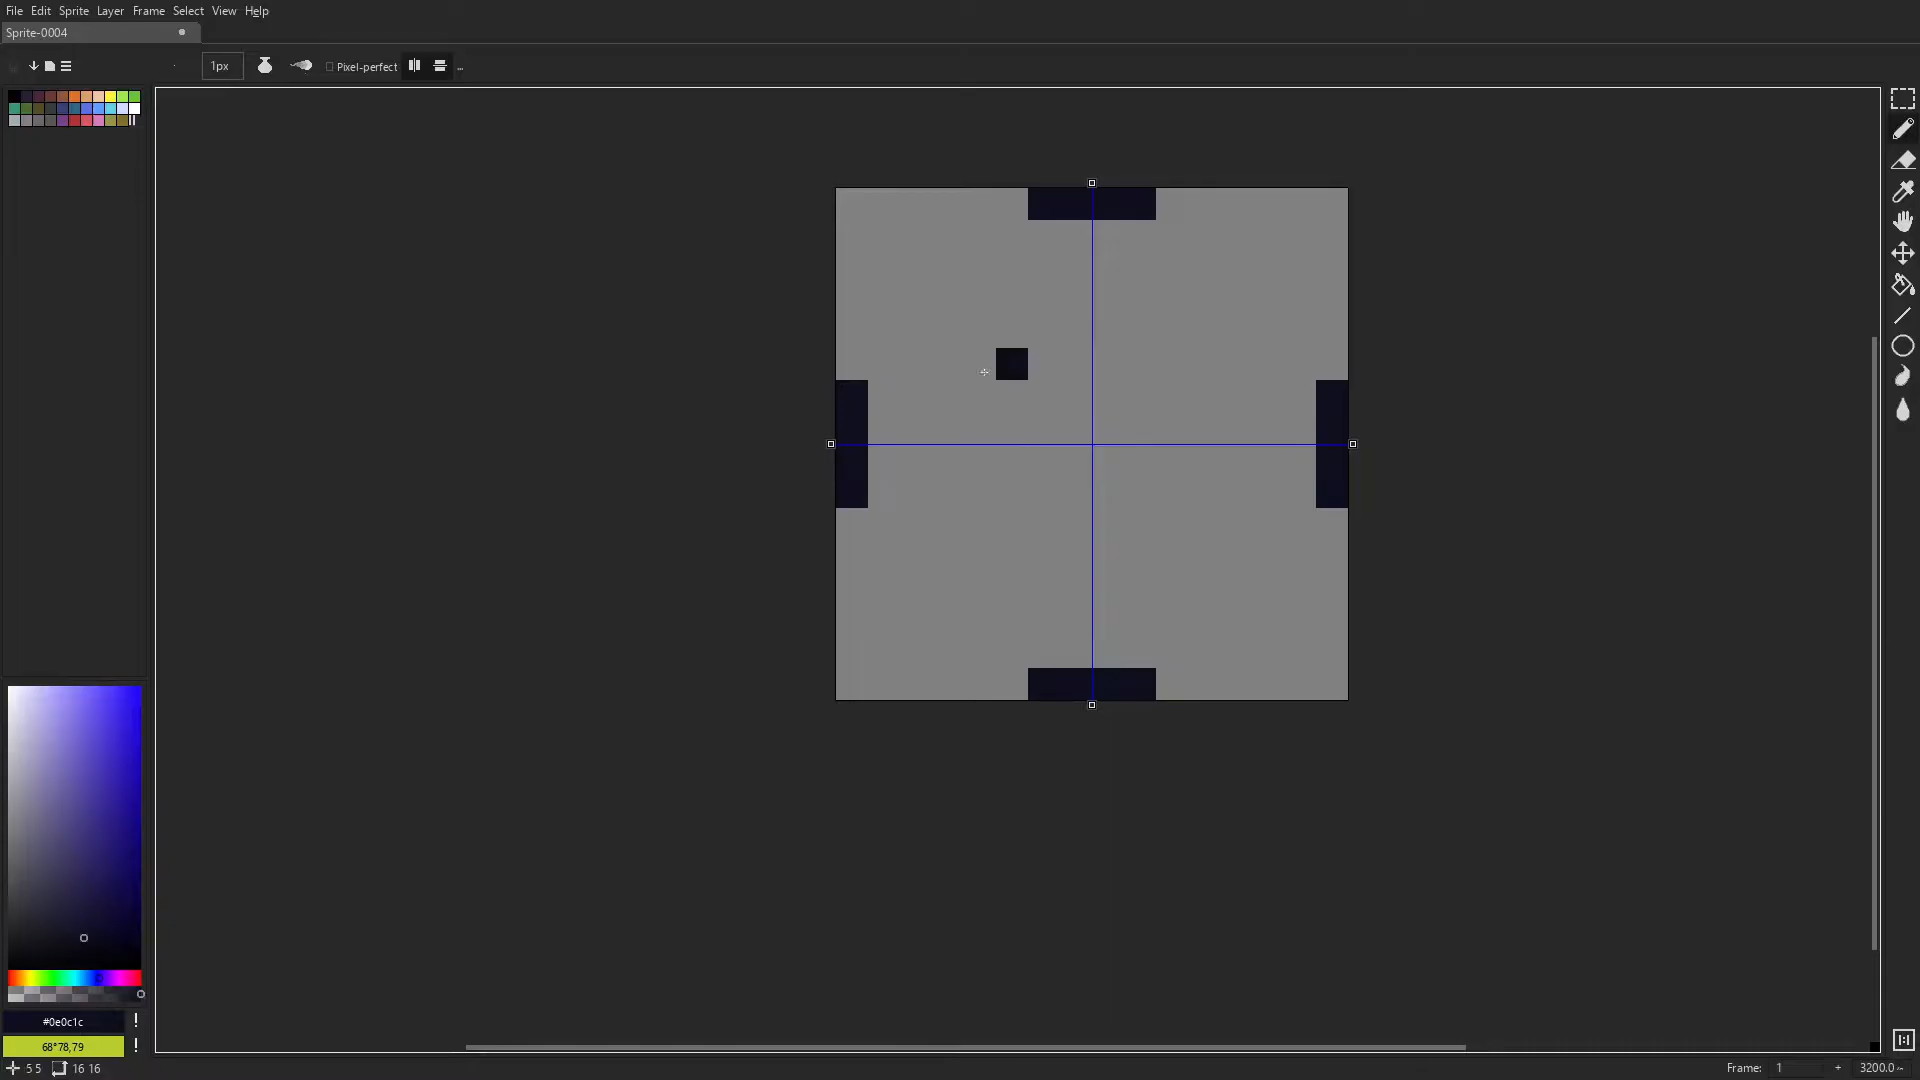 File Edit Sprite Layer Frame Select View Help
Sprite-0004
1px Pixel-perfect ...
#0e0c1c !
68°78,79 !
5 5 16 16 Frame: 1 + 3200.0